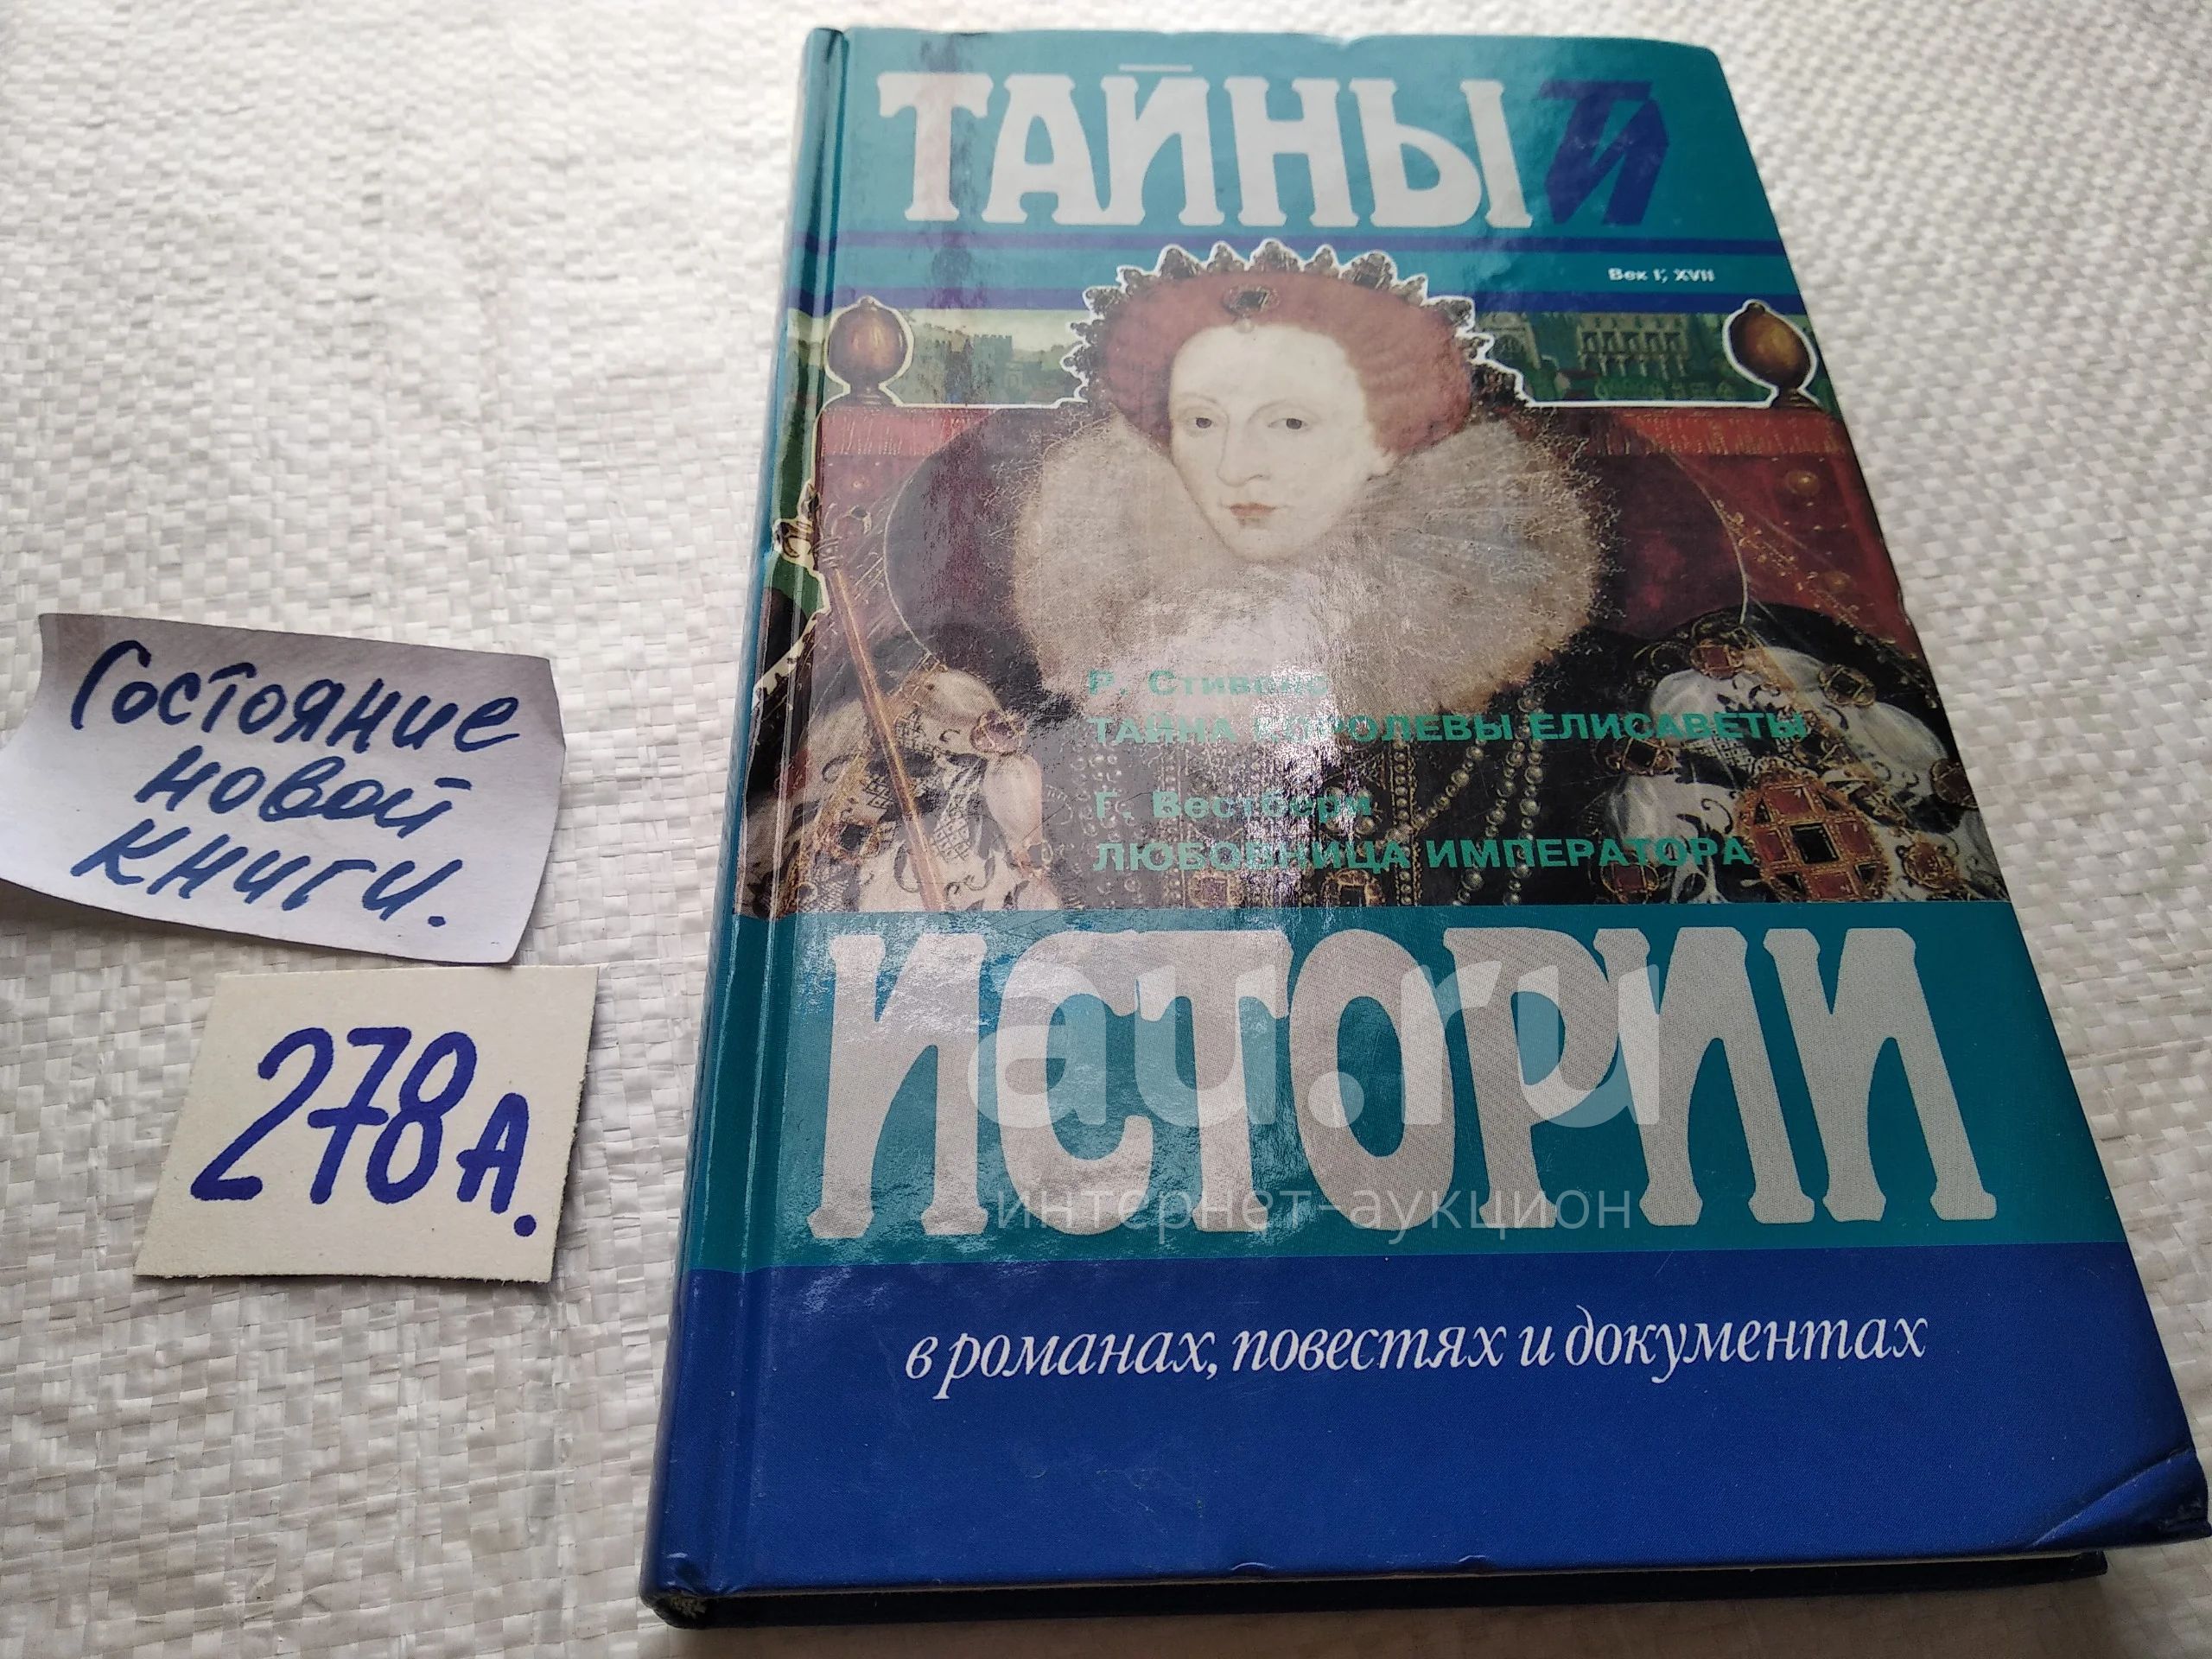 ТАЙНЫ
ТИ
Век I; XVII
Р. Стивенс
ТАЙНА КОРОЛЕВЫ ЕЛИСАВЕТЫ
Г. Вестбери
ЛЮБОВНИЦА ИМПЕРАТОРА
ИСТОРИИ
в романах, повестях и документах
Состояние
новой
книги.
278А.
au.ru
интернет-аукцион